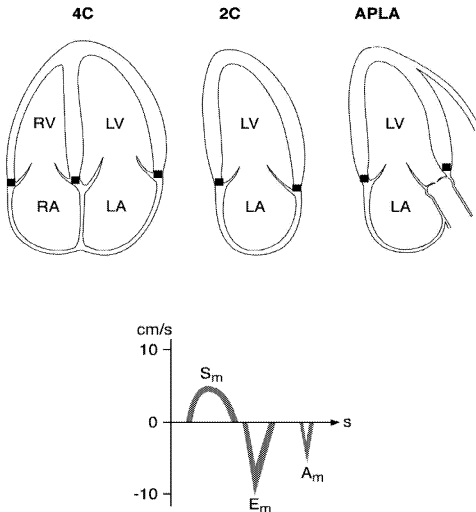 4C 2C APLA
RV LV LV LV
RA LA LA LA
cm/s
10
Sm
0 s
-10
Em
Am